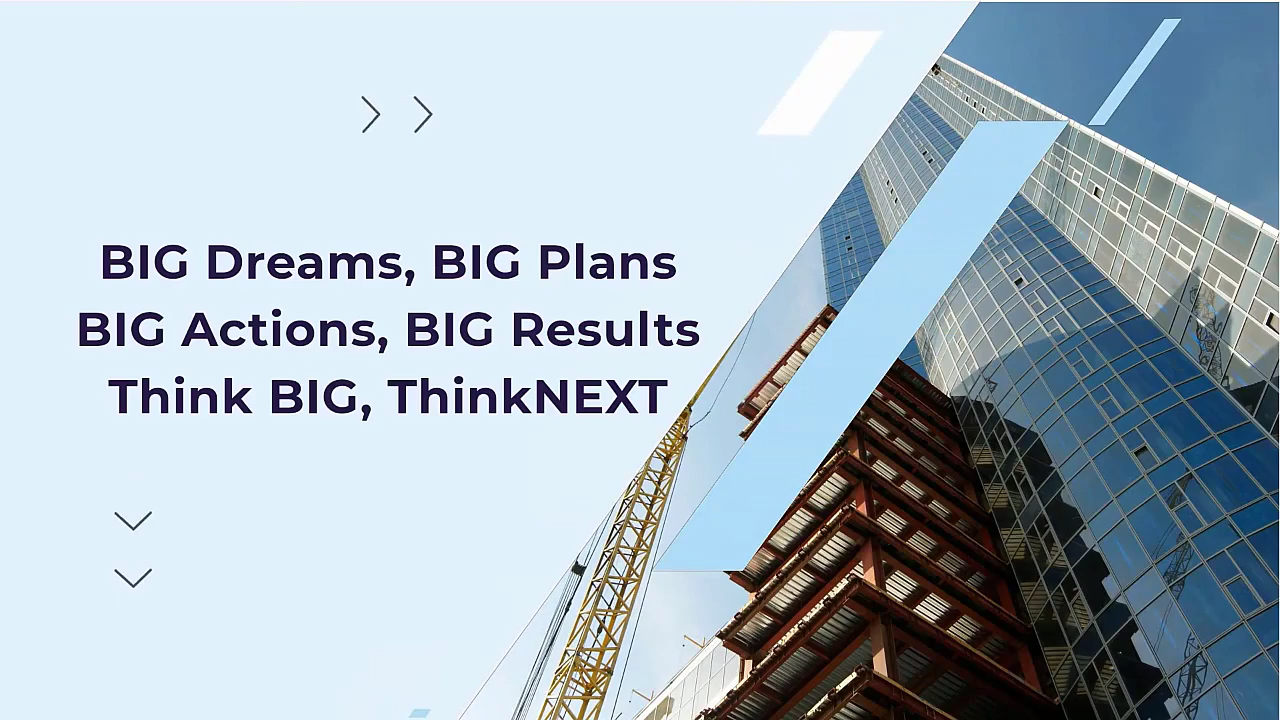 BIG Dreams, BIG Plans
BIG Actions, BIG Results
Think BIG, ThinkNEXT